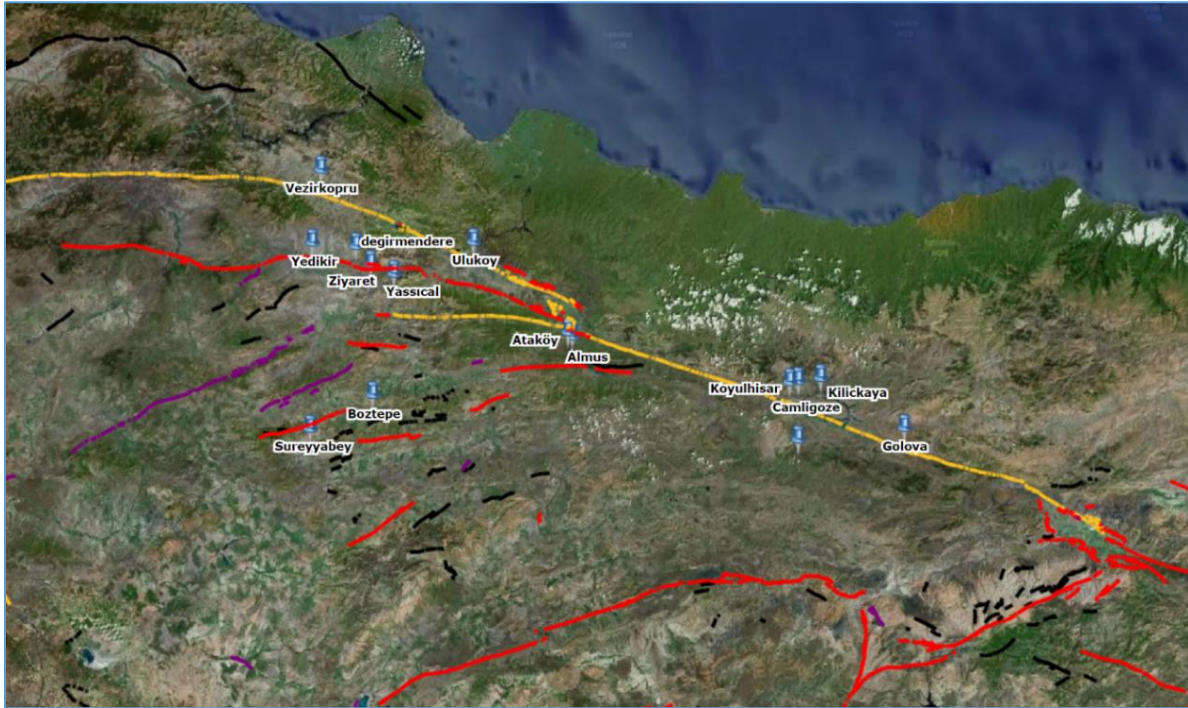 Vezirkopru
degirmendere
Yedikir
Ulukoy
Ziyaret
Yassıcal
Ataköy
Almus
Koyulhisar
Kilickaya
Camligoze
Boztepe
Sureyyabey
Golova